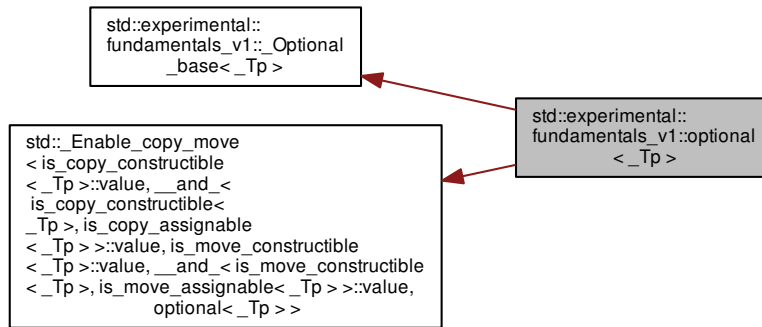 std::experimental::
fundamentals_v1::_Optional
_base< _Tp >
std::experimental::
fundamentals_v1::optional
< _Tp >
std::_Enable_copy_move
< is_copy_constructible
< _Tp >::value, __and_<
is_copy_constructible<
_Tp >, is_copy_assignable
< _Tp > >::value, is_move_constructible
< _Tp >::value, __and_< is_move_constructible
< _Tp >, is_move_assignable< _Tp > >::value,
optional< _Tp > >